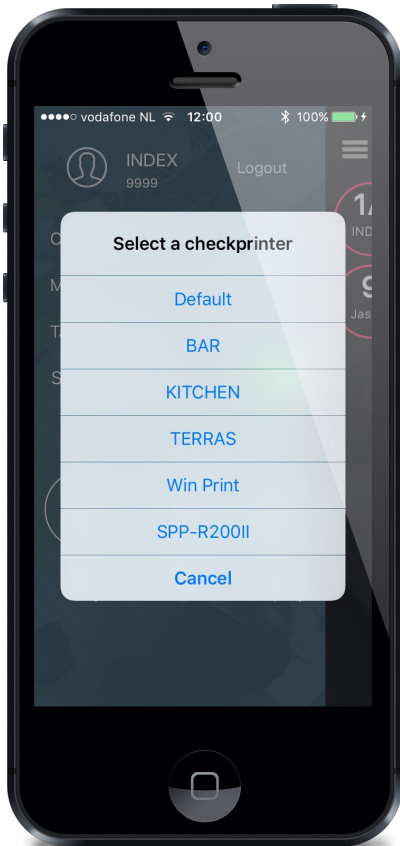 vodafone NL 12:00 100%
INDEX
9999
Logout
Select a checkprinter
Default
BAR
KITCHEN
TERRAS
Win Print
SPP-R200II
Cancel